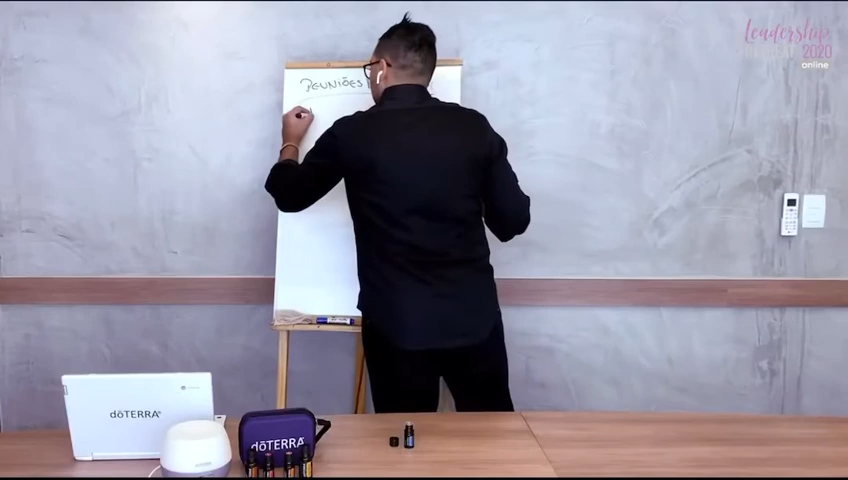 Leadership
2020
online
REUNIÕES
dōTERRA
dōTERRA